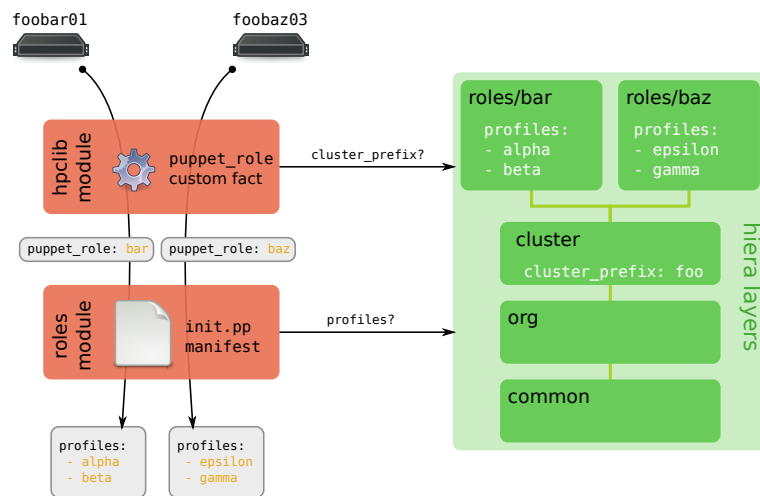 foobar01
foobaz03
hpclib
module
puppet_role
custom fact
cluster_prefix?
puppet_role: bar
puppet_role: baz
roles
module
init.pp
manifest
profiles?
profiles:
- alpha
- beta
profiles:
- epsilon
- gamma
roles/bar
profiles:
- alpha
- beta
roles/baz
profiles:
- epsilon
- gamma
cluster
cluster_prefix: foo
org
common
hiera layers